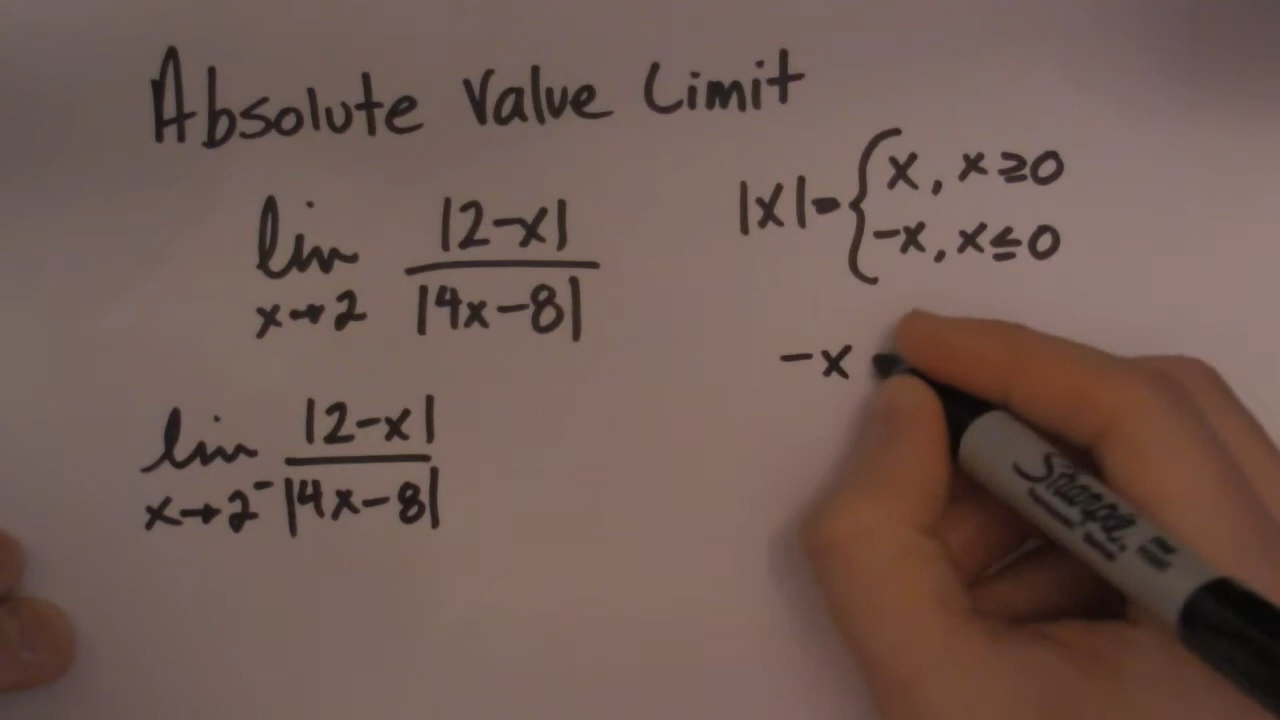 Absolute Value Limit
lim x→2 |2-x| / |4x-8|
|x| = { x, x≥0
-x, x≤0
-x
lim x→2⁻ |2-x| / |4x-8|
Sharpie